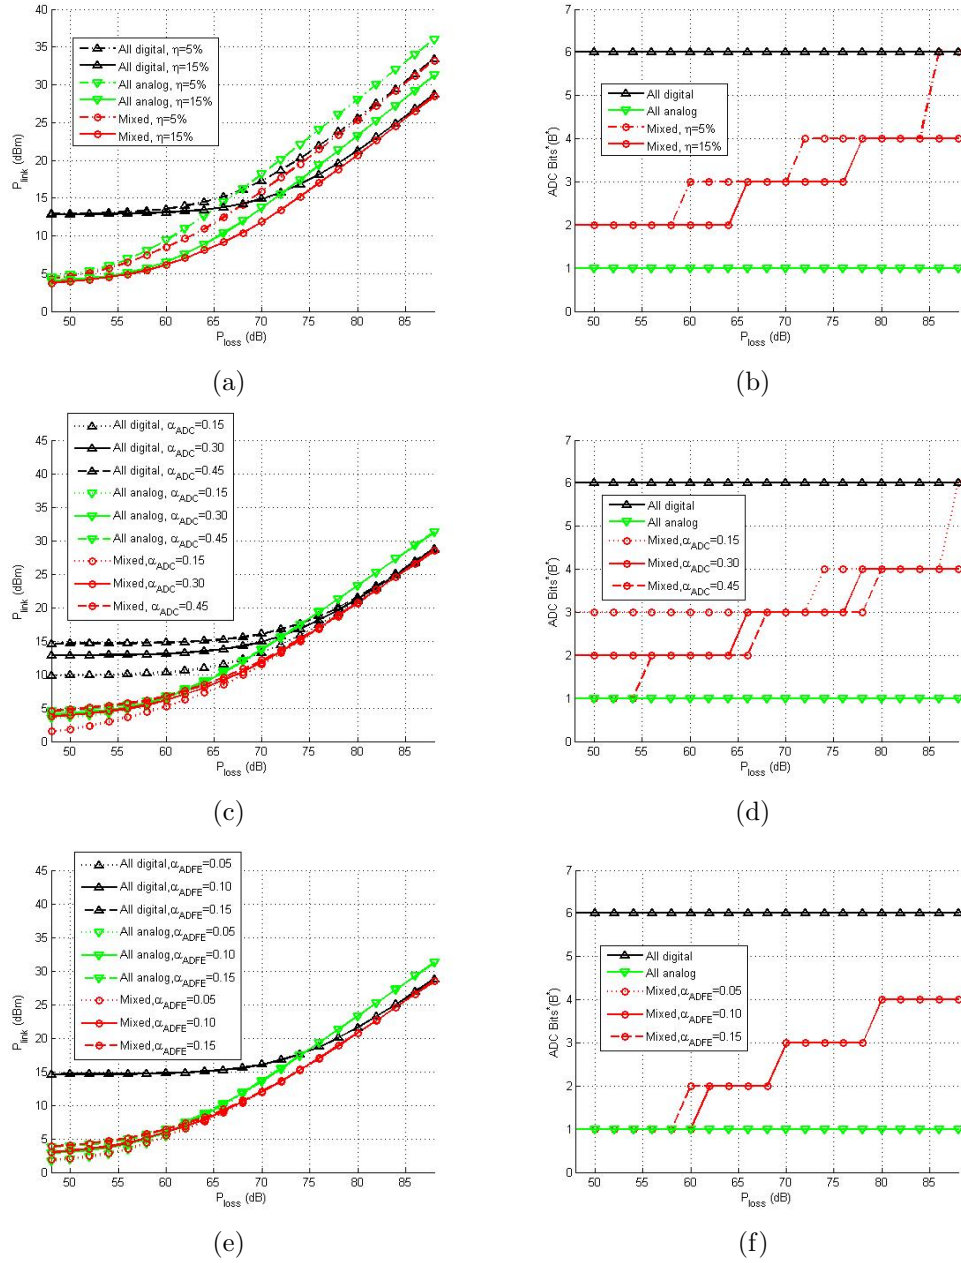 40
35
30
25
20
15
10
5
0
P_link (dBm)
All digital, η=5%
All digital, η=15%
All analog, η=5%
All analog, η=15%
Mixed, η=5%
Mixed, η=15%
50 55 60 65 70 75 80 85
P_loss (dB)
(a)
7
6
5
4
3
2
1
0
ADC Bits*(B*)
All digital
All analog
Mixed, η=5%
Mixed, η=15%
50 55 60 65 70 75 80 85
P_loss (dB)
(b)
45
40
35
30
25
20
15
10
5
0
P_link (dBm)
All digital, α_ADC=0.15
All digital, α_ADC=0.30
All digital, α_ADC=0.45
All analog, α_ADC=0.15
All analog, α_ADC=0.30
All analog, α_ADC=0.45
Mixed,α_ADC=0.15
Mixed,α_ADC=0.30
Mixed, α_ADC=0.45
50 55 60 65 70 75 80 85
P_loss (dB)
(c)
7
6
5
4
3
2
1
0
ADC Bits*(B*)
All digital
All analog
Mixed,α_ADC=0.15
Mixed,α_ADC=0.30
Mixed,α_ADC=0.45
50 55 60 65 70 75 80 85
P_loss (dB)
(d)
45
40
35
30
25
20
15
10
5
0
P_link (dBm)
All digital,α_ADFE=0.05
All digital,α_ADFE=0.10
All digital,α_ADFE=0.15
All analog,α_ADFE=0.05
All analog,α_ADFE=0.10
All analog,α_ADFE=0.15
Mixed,α_ADFE=0.05
Mixed,α_ADFE=0.10
Mixed,α_ADFE=0.15
50 55 60 65 70 75 80 85
P_loss (dB)
(e)
7
6
5
4
3
2
1
0
ADC Bits*(B*)
All digital
All analog
Mixed,α_ADFE=0.05
Mixed,α_ADFE=0.10
Mixed,α_ADFE=0.15
50 55 60 65 70 75 80 85
P_loss (dB)
(f)